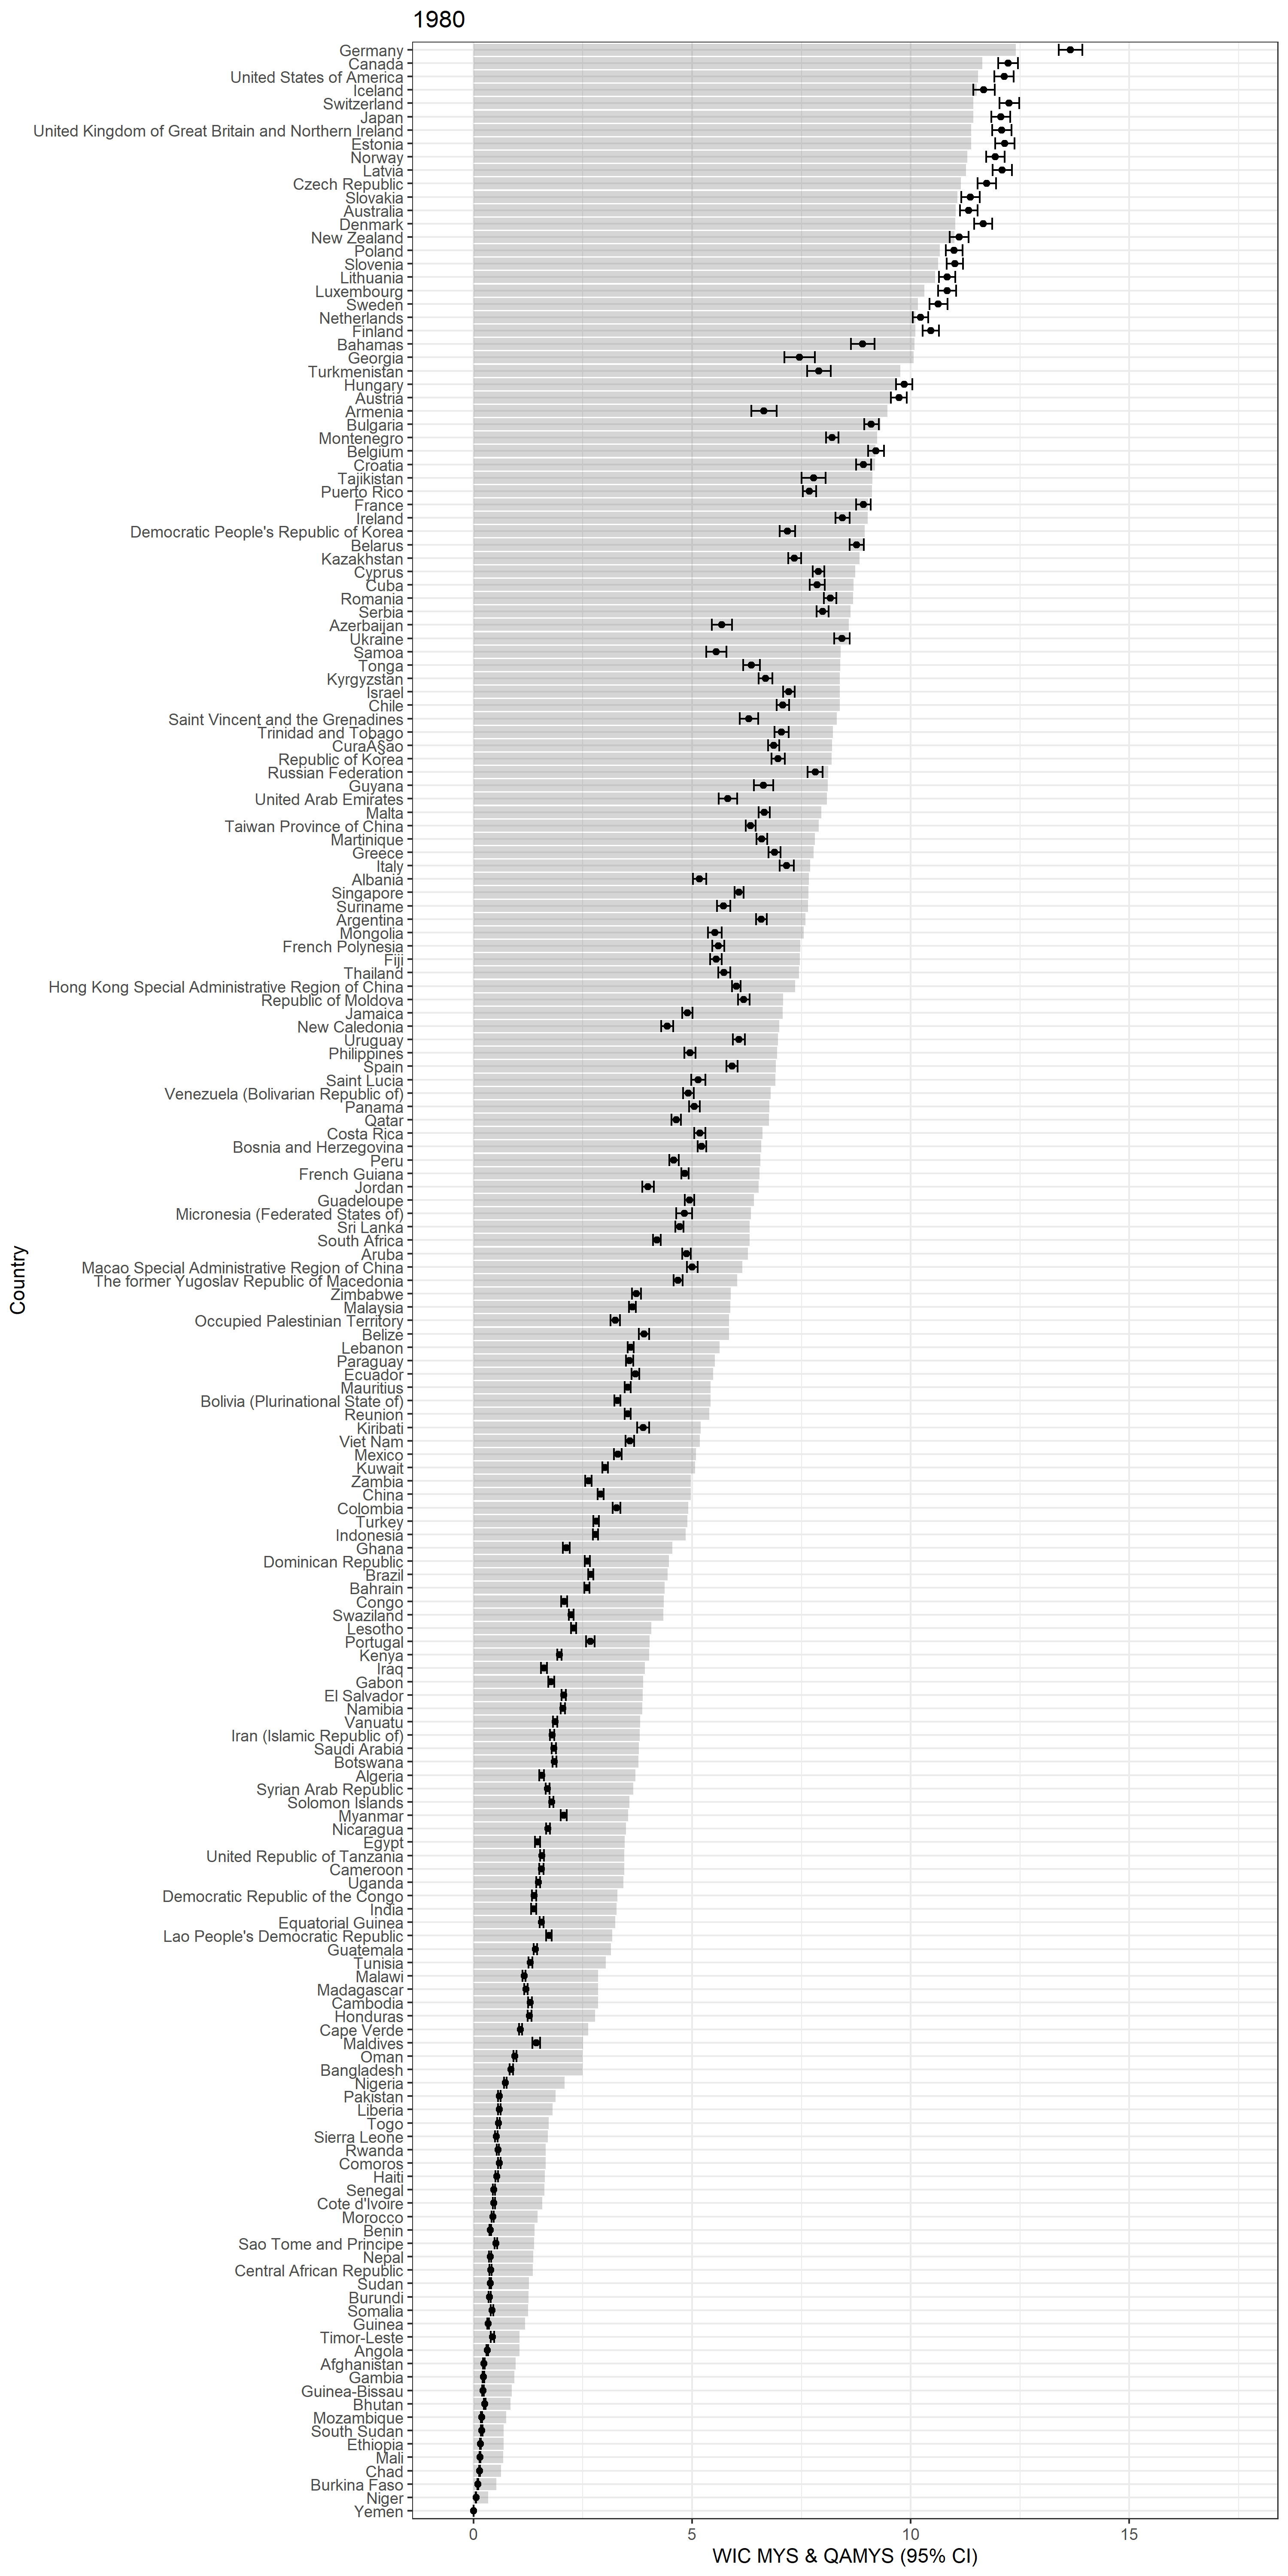 1980
Germany
Canada
United States of America
Iceland
Switzerland
Japan
United Kingdom of Great Britain and Northern Ireland
Estonia
Norway
Latvia
Czech Republic
Slovakia
Australia
Denmark
New Zealand
Poland
Slovenia
Lithuania
Luxembourg
Sweden
Netherlands
Finland
Bahamas
Georgia
Turkmenistan
Hungary
Austria
Armenia
Bulgaria
Montenegro
Belgium
Croatia
Tajikistan
Puerto Rico
France
Ireland
Democratic People's Republic of Korea
Belarus
Kazakhstan
Cyprus
Cuba
Romania
Serbia
Azerbaijan
Ukraine
Samoa
Tonga
Kyrgyzstan
Israel
Chile
Saint Vincent and the Grenadines
Trinidad and Tobago
CuraÃ§ao
Republic of Korea
Russian Federation
Guyana
United Arab Emirates
Malta
Taiwan Province of China
Martinique
Greece
Italy
Albania
Singapore
Suriname
Argentina
Mongolia
French Polynesia
Fiji
Thailand
Hong Kong Special Administrative Region of China
Republic of Moldova
Jamaica
New Caledonia
Uruguay
Philippines
Spain
Saint Lucia
Venezuela (Bolivarian Republic of)
Panama
Qatar
Costa Rica
Bosnia and Herzegovina
Peru
French Guiana
Jordan
Guadeloupe
Micronesia (Federated States of)
Sri Lanka
South Africa
Aruba
Macao Special Administrative Region of China
The former Yugoslav Republic of Macedonia
Zimbabwe
Malaysia
Occupied Palestinian Territory
Belize
Lebanon
Paraguay
Ecuador
Mauritius
Bolivia (Plurinational State of)
Reunion
Kiribati
Viet Nam
Mexico
Kuwait
Zambia
China
Colombia
Turkey
Indonesia
Ghana
Dominican Republic
Brazil
Bahrain
Congo
Swaziland
Lesotho
Portugal
Kenya
Iraq
Gabon
El Salvador
Namibia
Vanuatu
Iran (Islamic Republic of)
Saudi Arabia
Botswana
Algeria
Syrian Arab Republic
Solomon Islands
Myanmar
Nicaragua
Egypt
United Republic of Tanzania
Cameroon
Uganda
Democratic Republic of the Congo
India
Equatorial Guinea
Lao People's Democratic Republic
Guatemala
Tunisia
Malawi
Madagascar
Cambodia
Honduras
Cape Verde
Maldives
Oman
Bangladesh
Nigeria
Pakistan
Liberia
Togo
Sierra Leone
Rwanda
Comoros
Haiti
Senegal
Cote d'Ivoire
Morocco
Benin
Sao Tome and Principe
Nepal
Central African Republic
Sudan
Burundi
Somalia
Guinea
Timor-Leste
Angola
Afghanistan
Gambia
Guinea-Bissau
Bhutan
Mozambique
South Sudan
Ethiopia
Mali
Chad
Burkina Faso
Niger
Yemen
Country
0 5 10 15
WIC MYS & QAMYS (95% CI)